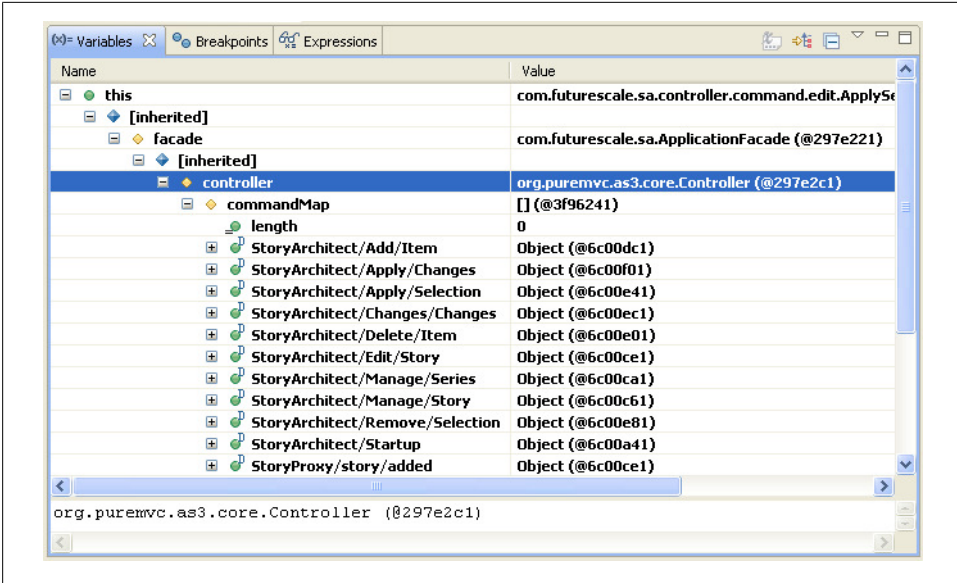 (x)= Variables Breakpoints Expressions
Name Value
this com.futurescale.sa.controller.command.edit.ApplySe
[inherited]
facade com.futurescale.sa.ApplicationFacade (@297e221)
[inherited]
controller org.puremvc.as3.core.Controller (@297e2c1)
commandMap [] (@3f96241)
length 0
StoryArchitect/Add/Item Object (@6c00dc1)
StoryArchitect/Apply/Changes Object (@6c00f01)
StoryArchitect/Apply/Selection Object (@6c00e41)
StoryArchitect/Changes/Changes Object (@6c00ec1)
StoryArchitect/Delete/Item Object (@6c00e01)
StoryArchitect/Edit/Story Object (@6c00ce1)
StoryArchitect/Manage/Series Object (@6c00ca1)
StoryArchitect/Manage/Story Object (@6c00c61)
StoryArchitect/Remove/Selection Object (@6c00e81)
StoryArchitect/Startup Object (@6c00a41)
StoryProxy/story/added Object (@6c00ce1)
org.puremvc.as3.core.Controller (@297e2c1)